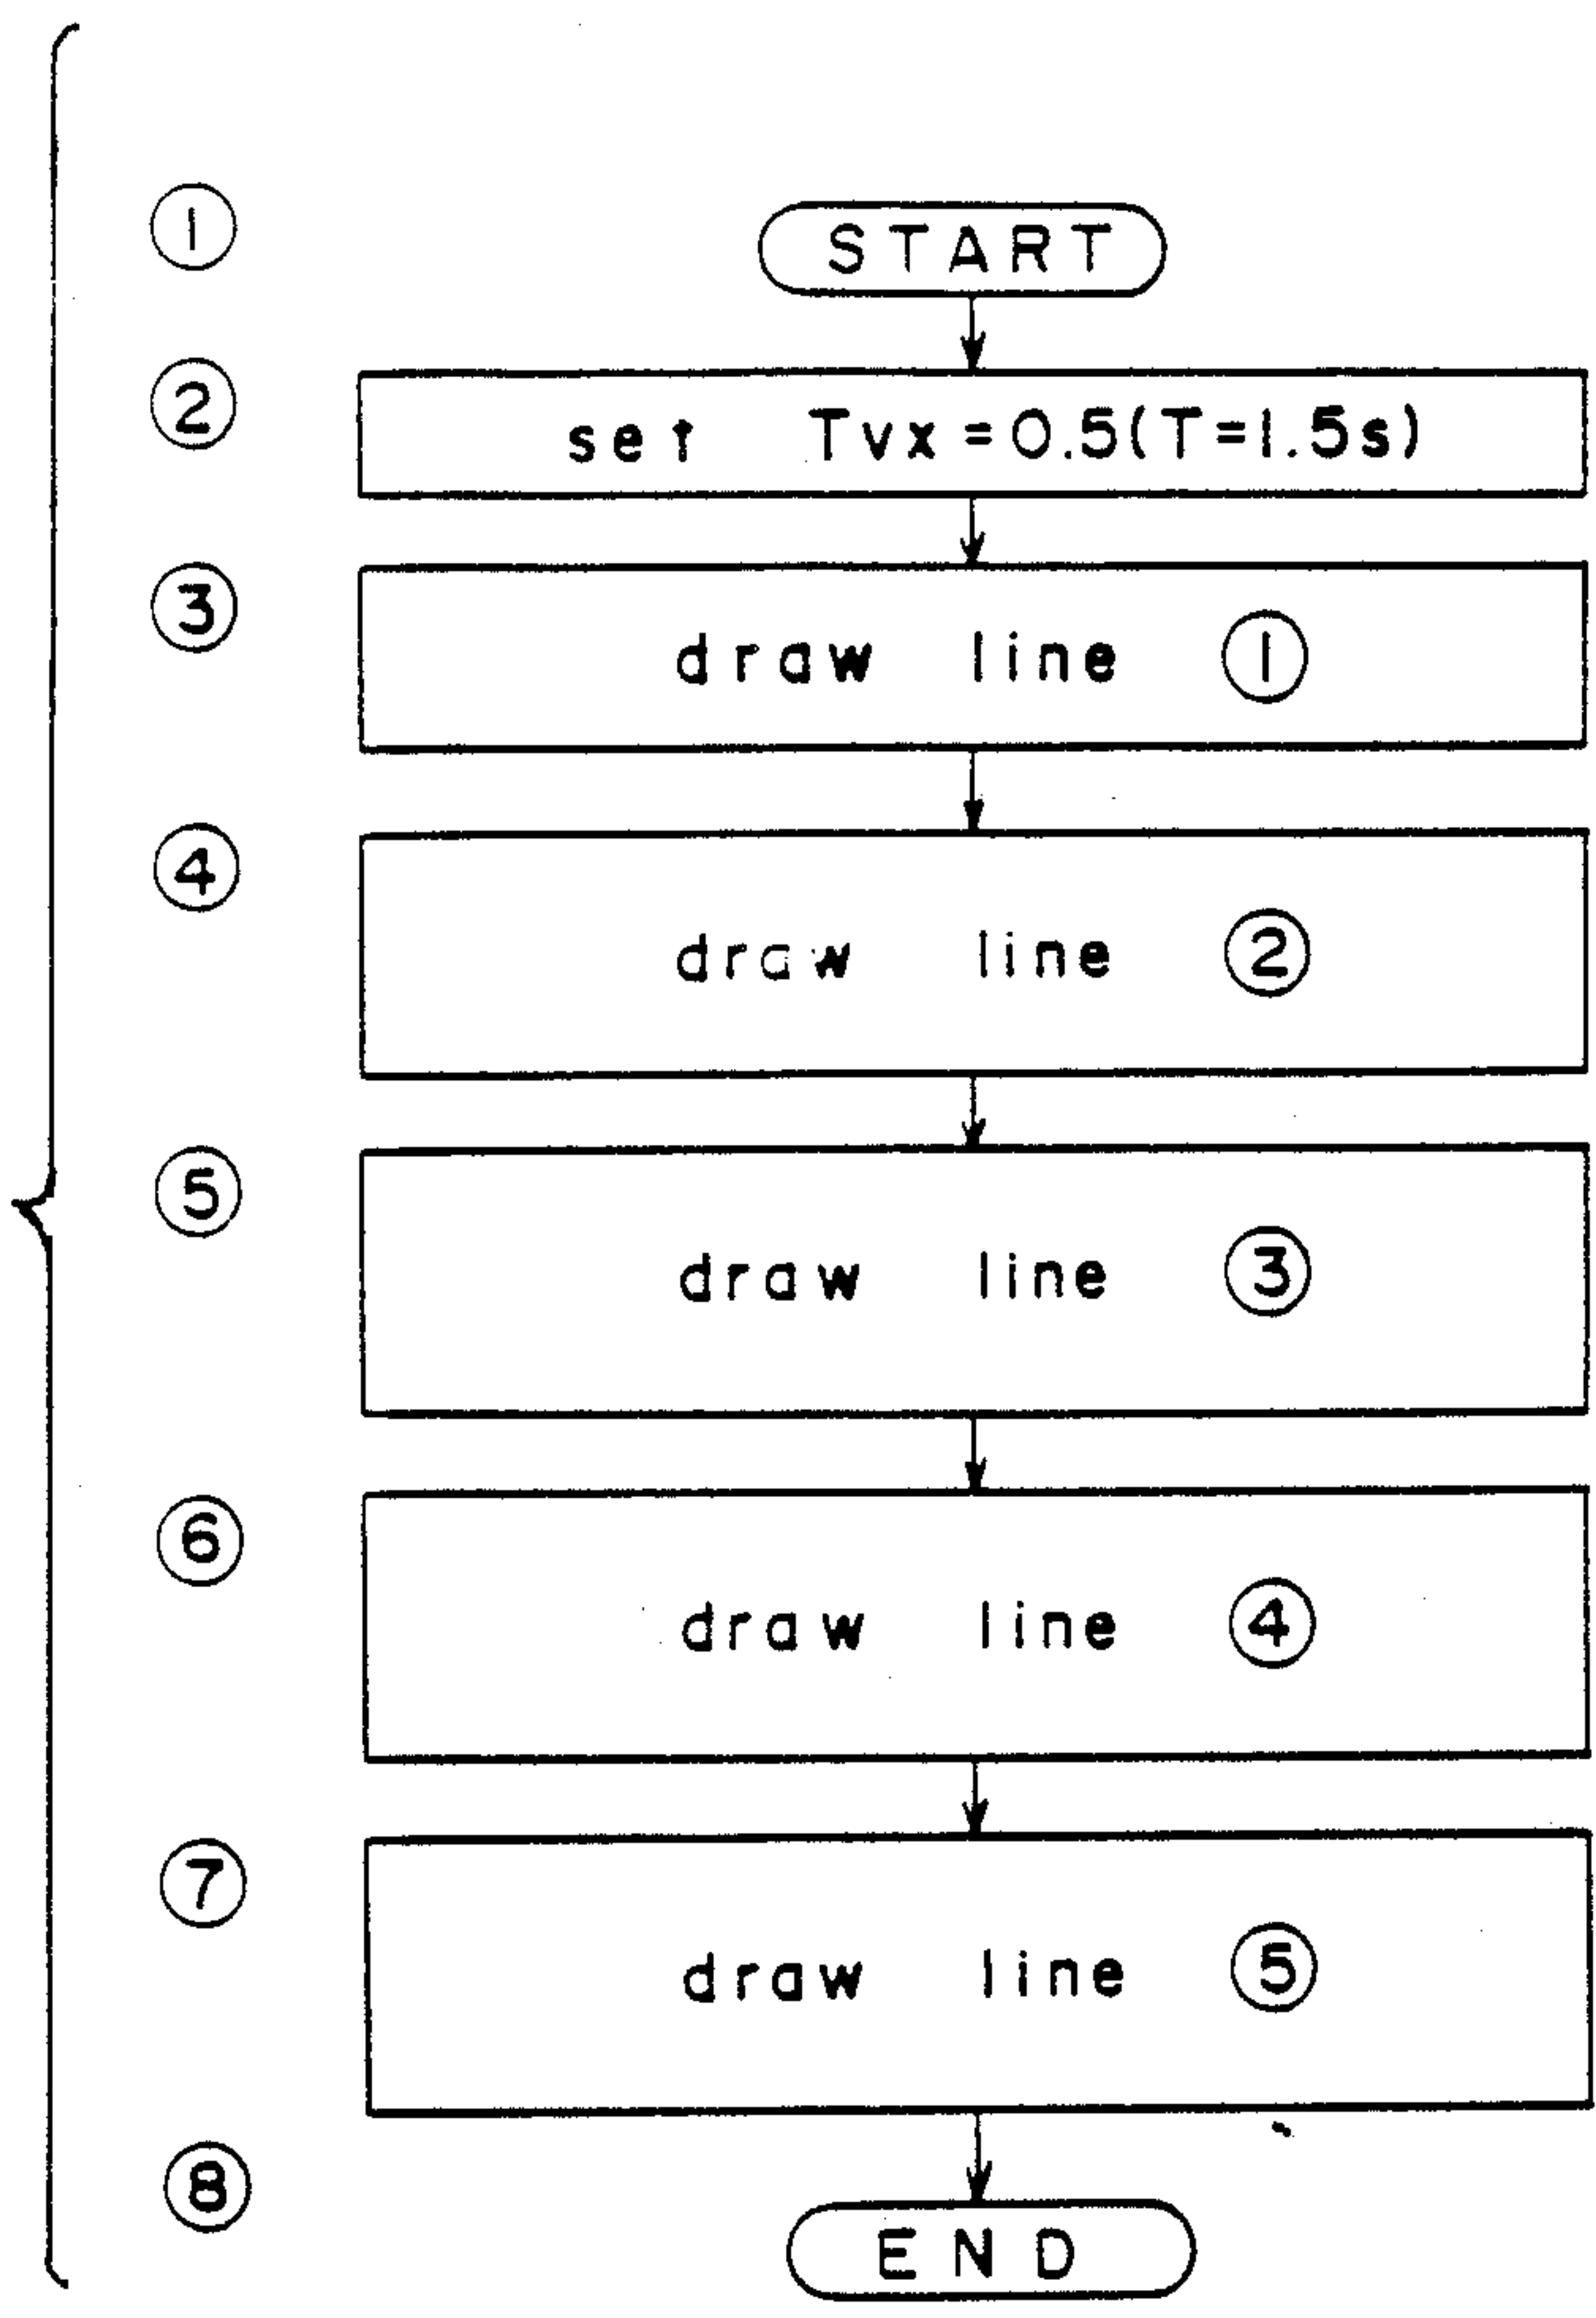 ① START
② set Tvx=0.5(T=1.5s)
③ draw line ①
④ draw line ②
⑤ draw line ③
⑥ draw line ④
⑦ draw line ⑤
⑧ END